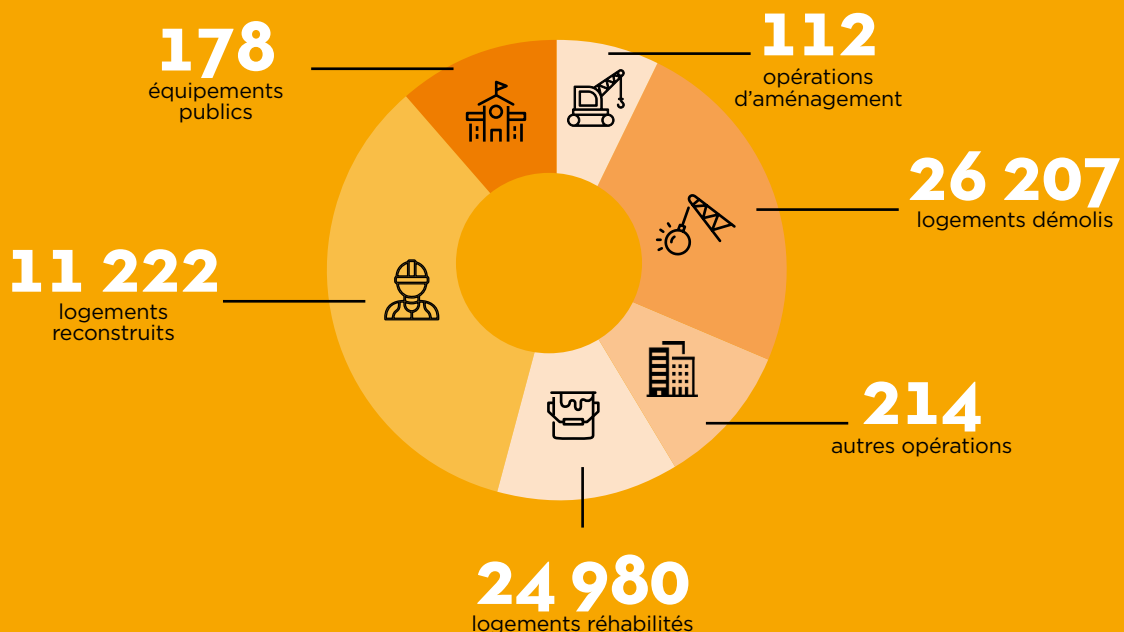 178
équipements
publics
112
opérations
d'aménagement
26 207
logements démolis
11 222
logements
reconstruits
214
autres opérations
24 980
logements réhabilités